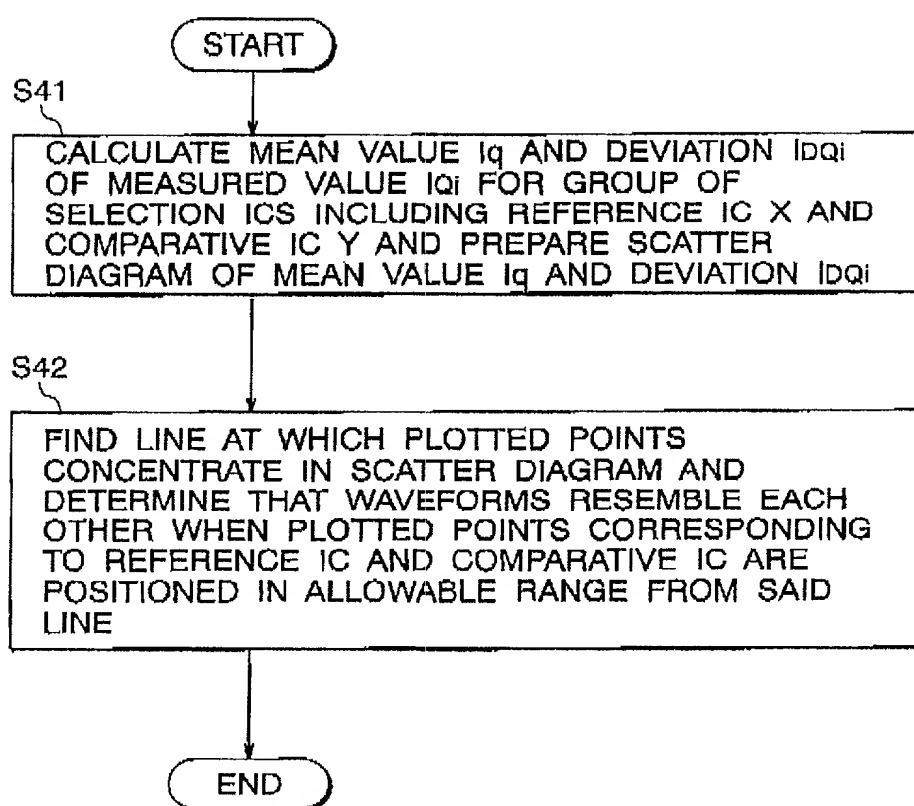 START
S41
CALCULATE MEAN VALUE Iq AND DEVIATION IDQi
OF MEASURED VALUE IQi FOR GROUP OF
SELECTION ICS INCLUDING REFERENCE IC X AND
COMPARATIVE IC Y AND PREPARE SCATTER
DIAGRAM OF MEAN VALUE Iq AND DEVIATION IDQi
S42
FIND LINE AT WHICH PLOTTED POINTS
CONCENTRATE IN SCATTER DIAGRAM AND
DETERMINE THAT WAVEFORMS RESEMBLE EACH
OTHER WHEN PLOTTED POINTS CORRESPONDING
TO REFERENCE IC AND COMPARATIVE IC ARE
POSITIONED IN ALLOWABLE RANGE FROM SAID
LINE
END